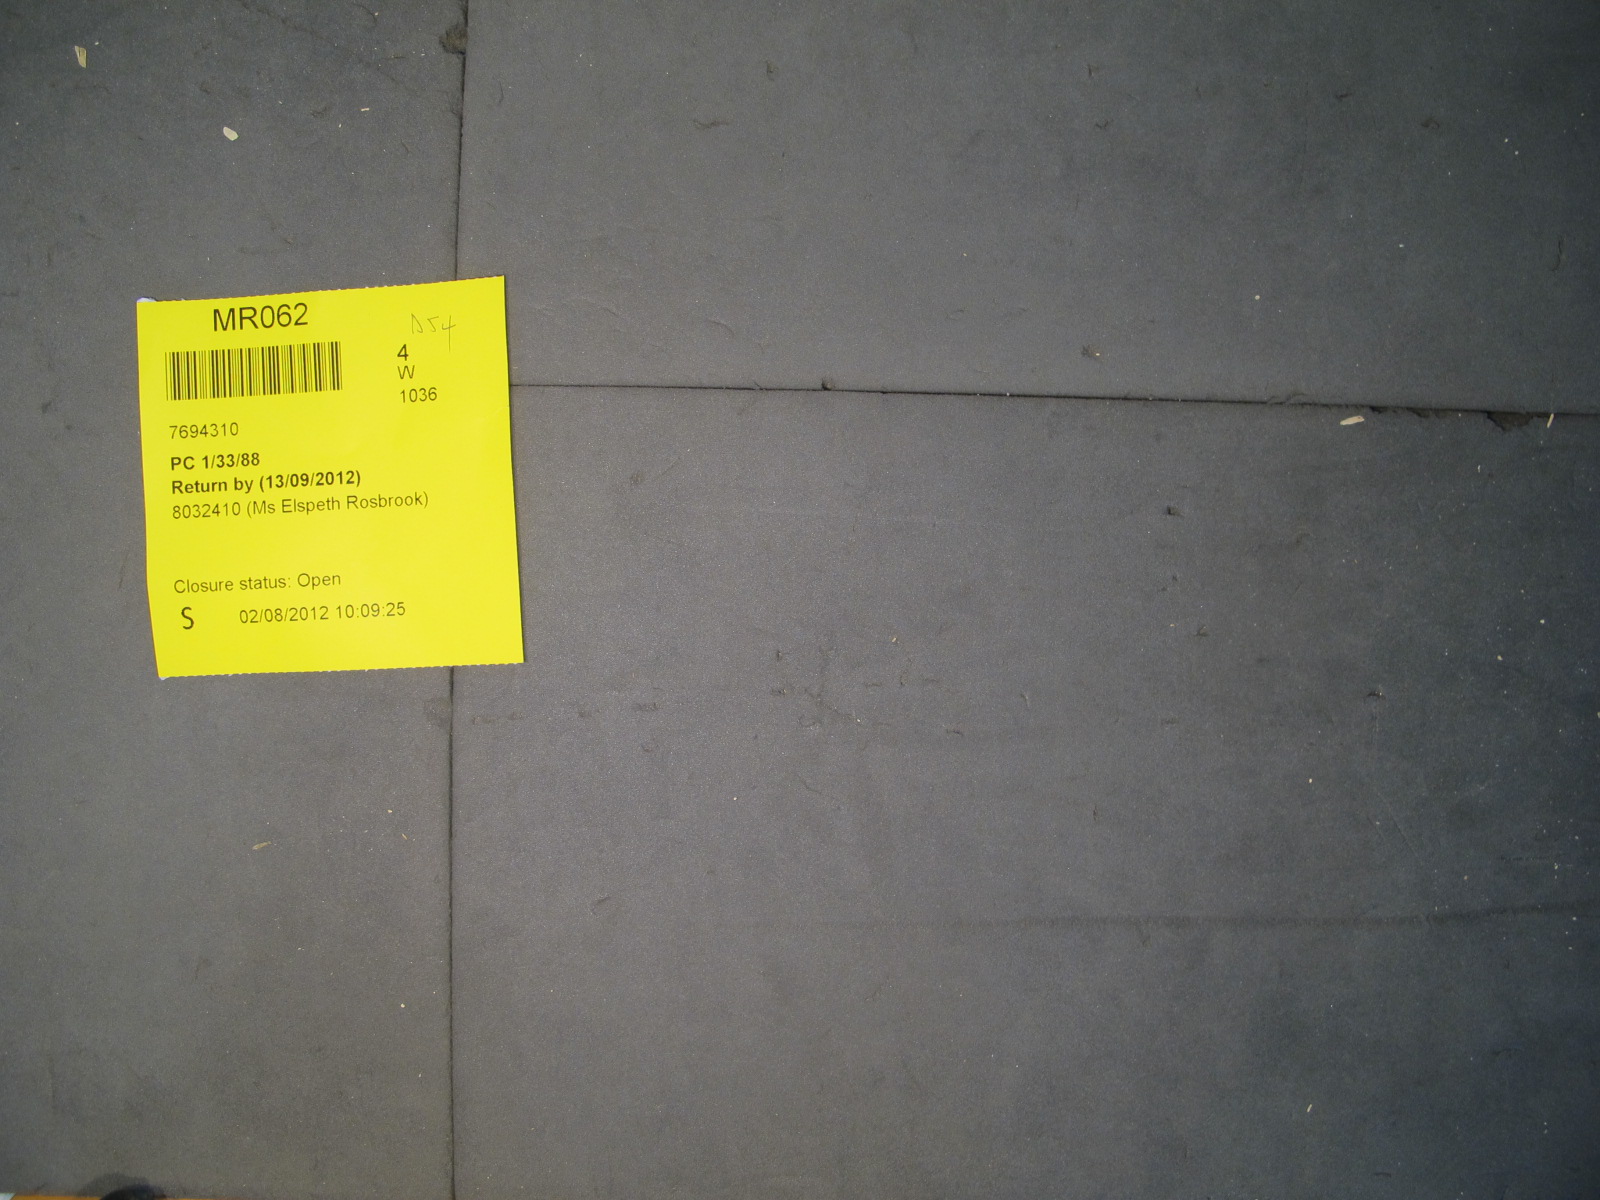 MR062
D54
4
W
1036
7694310
PC 1/33/88
Return by (13/09/2012)
8032410 (Ms Elspeth Rosbrook)
Closure status: Open
S 02/08/2012 10:09:25